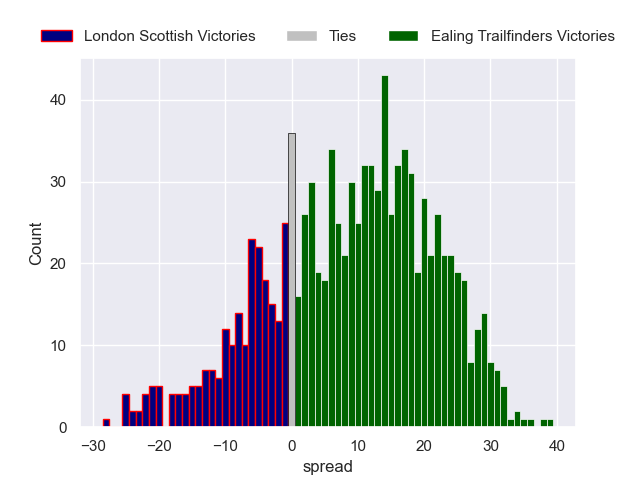 London Scottish Victories Ties Ealing Trailfinders Victories
40
30
20
10
0
Count
−30 −20 −10 0 10 20 30 40
spread